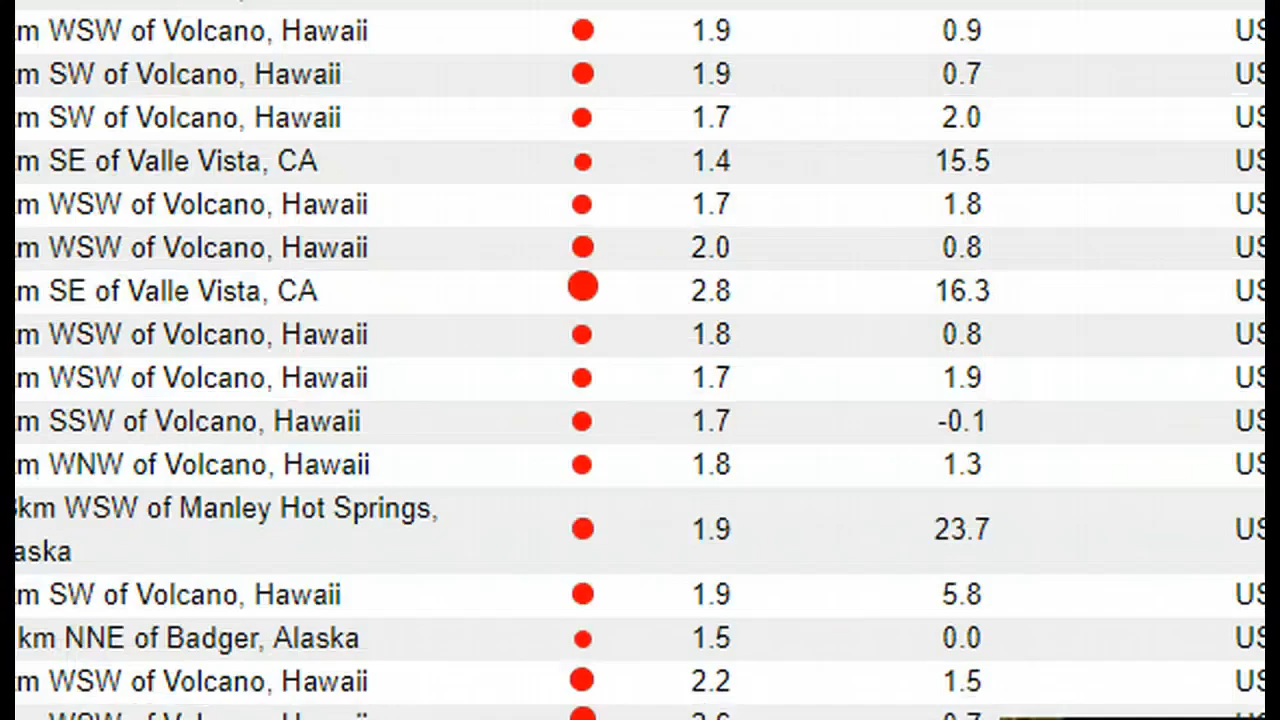 m WSW of Volcano, Hawaii 1.9 0.9 US
m SW of Volcano, Hawaii 1.9 0.7 US
m SW of Volcano, Hawaii 1.7 2.0 US
m SE of Valle Vista, CA 1.4 15.5 US
m WSW of Volcano, Hawaii 1.7 1.8 US
m WSW of Volcano, Hawaii 2.0 0.8 US
m SE of Valle Vista, CA 2.8 16.3 US
m WSW of Volcano, Hawaii 1.8 0.8 US
m WSW of Volcano, Hawaii 1.7 1.9 US
m SSW of Volcano, Hawaii 1.7 -0.1 US
m WNW of Volcano, Hawaii 1.8 1.3 US
km WSW of Manley Hot Springs,
aska 1.9 23.7 US
m SW of Volcano, Hawaii 1.9 5.8 US
km NNE of Badger, Alaska 1.5 0.0 US
m WSW of Volcano, Hawaii 2.2 1.5 US
WSW of Volcano, Hawaii